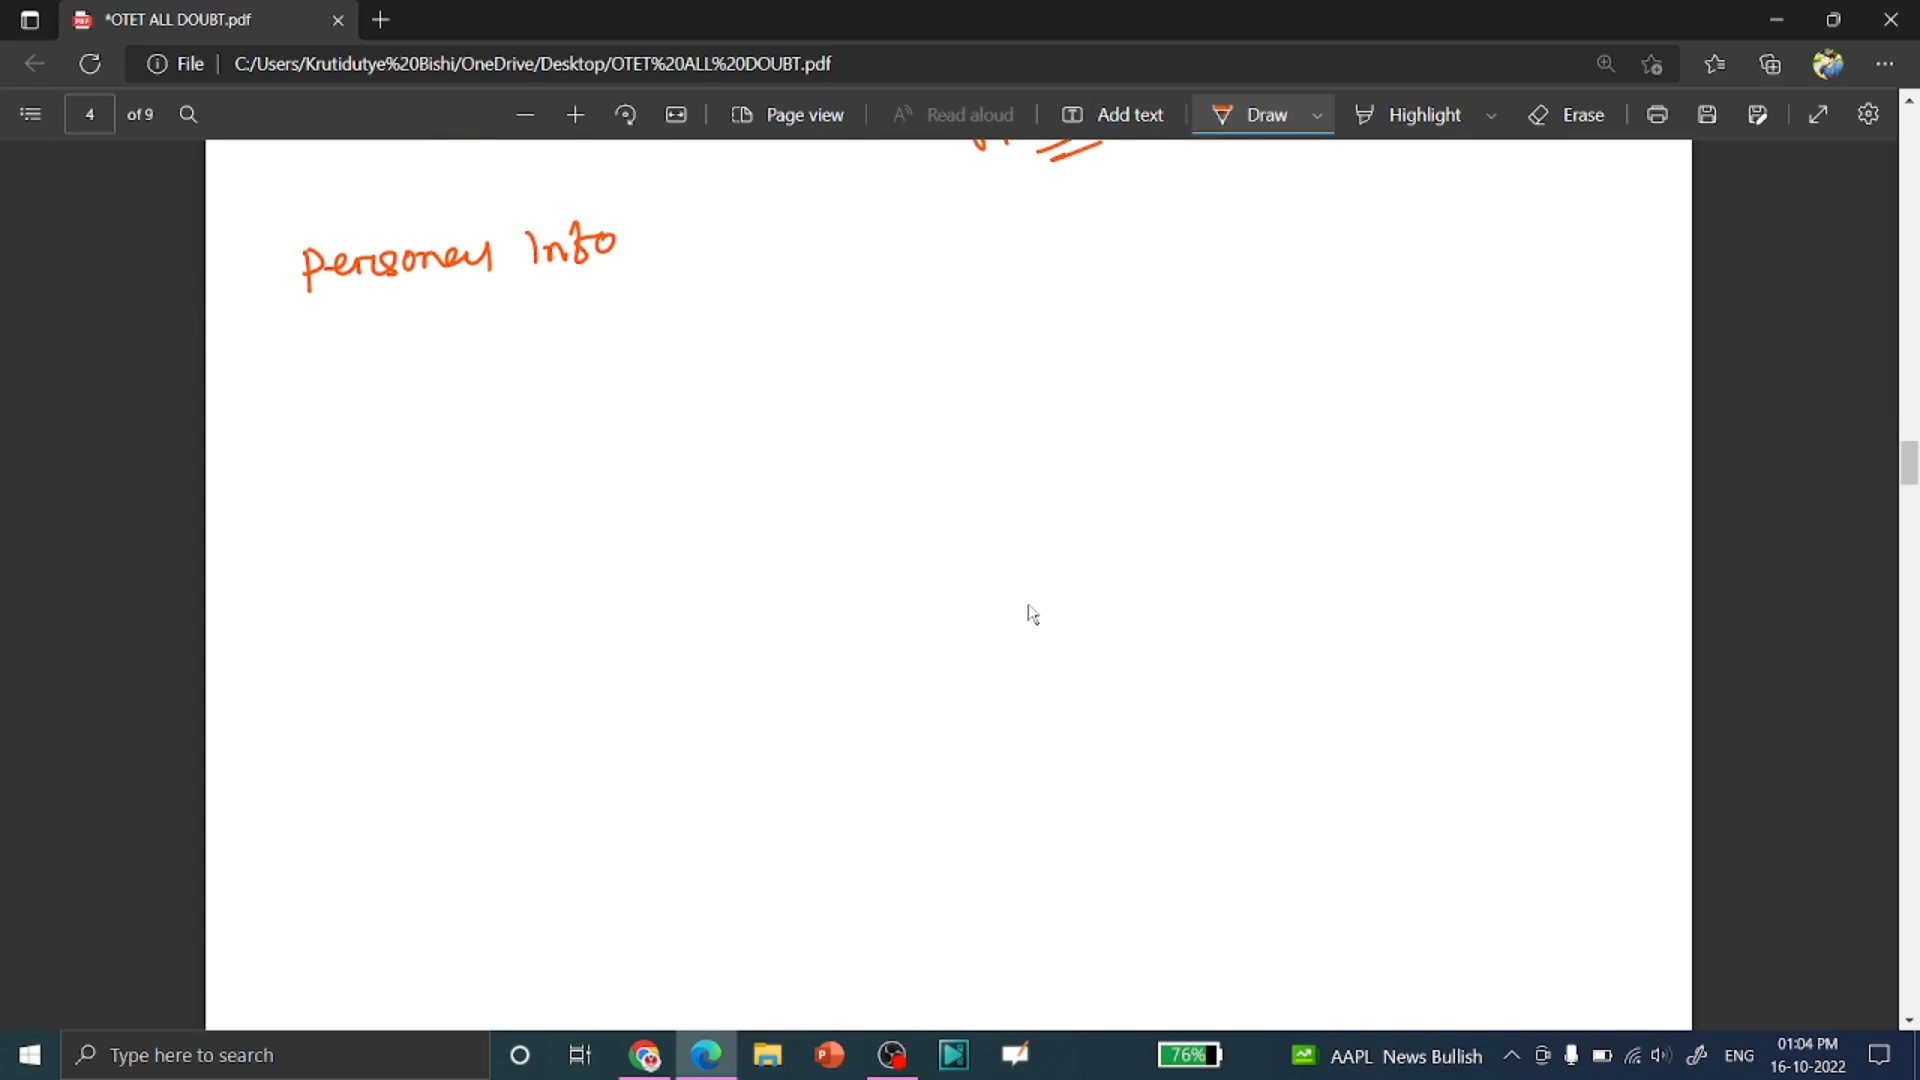 *OTET ALL DOUBT.pdf
File C:/Users/Krutidutye%20Bishi/OneDrive/Desktop/OTET%20ALL%20DOUBT.pdf
4 of 9 Page view Read aloud Add text Draw Highlight Erase
Personal Info
Type here to search 76% AAPL News Bullish ENG 01:04 PM
16-10-2022